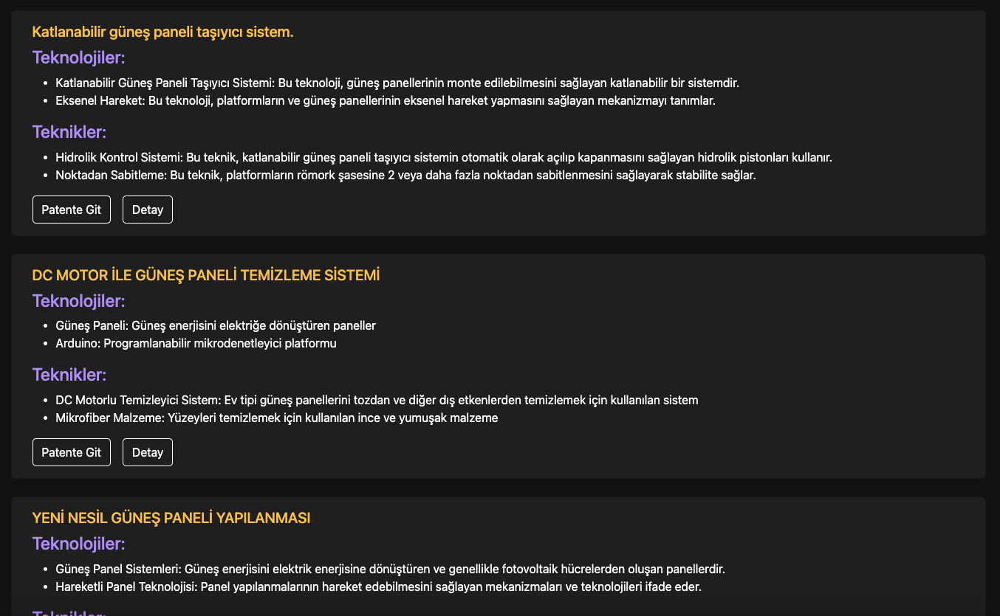 Katlanabilir güneş paneli taşıyıcı sistem.
Teknolojiler:
• Katlanabilir Güneş Paneli Taşıyıcı Sistemi: Bu teknoloji, güneş panellerinin monte edilebilmesini sağlayan katlanabilir bir sistemdir.
• Eksenel Hareket: Bu teknoloji, platformların ve güneş panellerinin eksenel hareket yapmasını sağlayan mekanizmayı tanımlar.
Teknikler:
• Hidrolik Kontrol Sistemi: Bu teknik, katlanabilir güneş paneli taşıyıcı sistemin otomatik olarak açılıp kapanmasını sağlayan hidrolik pistonları kullanır.
• Noktadan Sabitleme: Bu teknik, platformların römork şasesine 2 veya daha fazla noktadan sabitlenmesini sağlayarak stabilite sağlar.
Patente Git Detay
DC MOTOR İLE GÜNEŞ PANELİ TEMİZLEME SİSTEMİ
Teknolojiler:
• Güneş Paneli: Güneş enerjisini elektriğe dönüştüren paneller
• Arduino: Programlanabilir mikrodenetleyici platformu
Teknikler:
• DC Motorlu Temizleyici Sistem: Ev tipi güneş panellerini tozdan ve diğer dış etkenlerden temizlemek için kullanılan sistem
• Mikrofiber Malzeme: Yüzeyleri temizlemek için kullanılan ince ve yumuşak malzeme
Patente Git Detay
YENİ NESİL GÜNEŞ PANELİ YAPILANMASI
Teknolojiler:
• Güneş Panel Sistemleri: Güneş enerjisini elektrik enerjisine dönüştüren ve genellikle fotovoltaik hücrelerden oluşan panellerdir.
• Hareketli Panel Teknolojisi: Panel yapılanmalarının hareket edebilmesini sağlayan mekanizmaları ve teknolojileri ifade eder.
Teknikler: